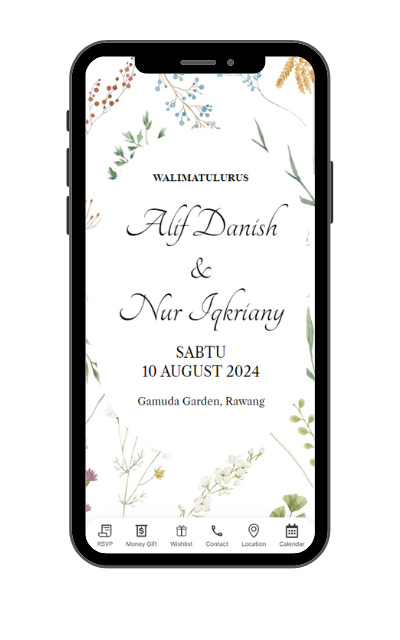 WALIMATULURUS
Alif Danish
&
Nur Iqkriany
SABTU
10 AUGUST 2024
Gamuda Garden, Rawang
RSVP Money Gift Wishlist Contact Location Calendar